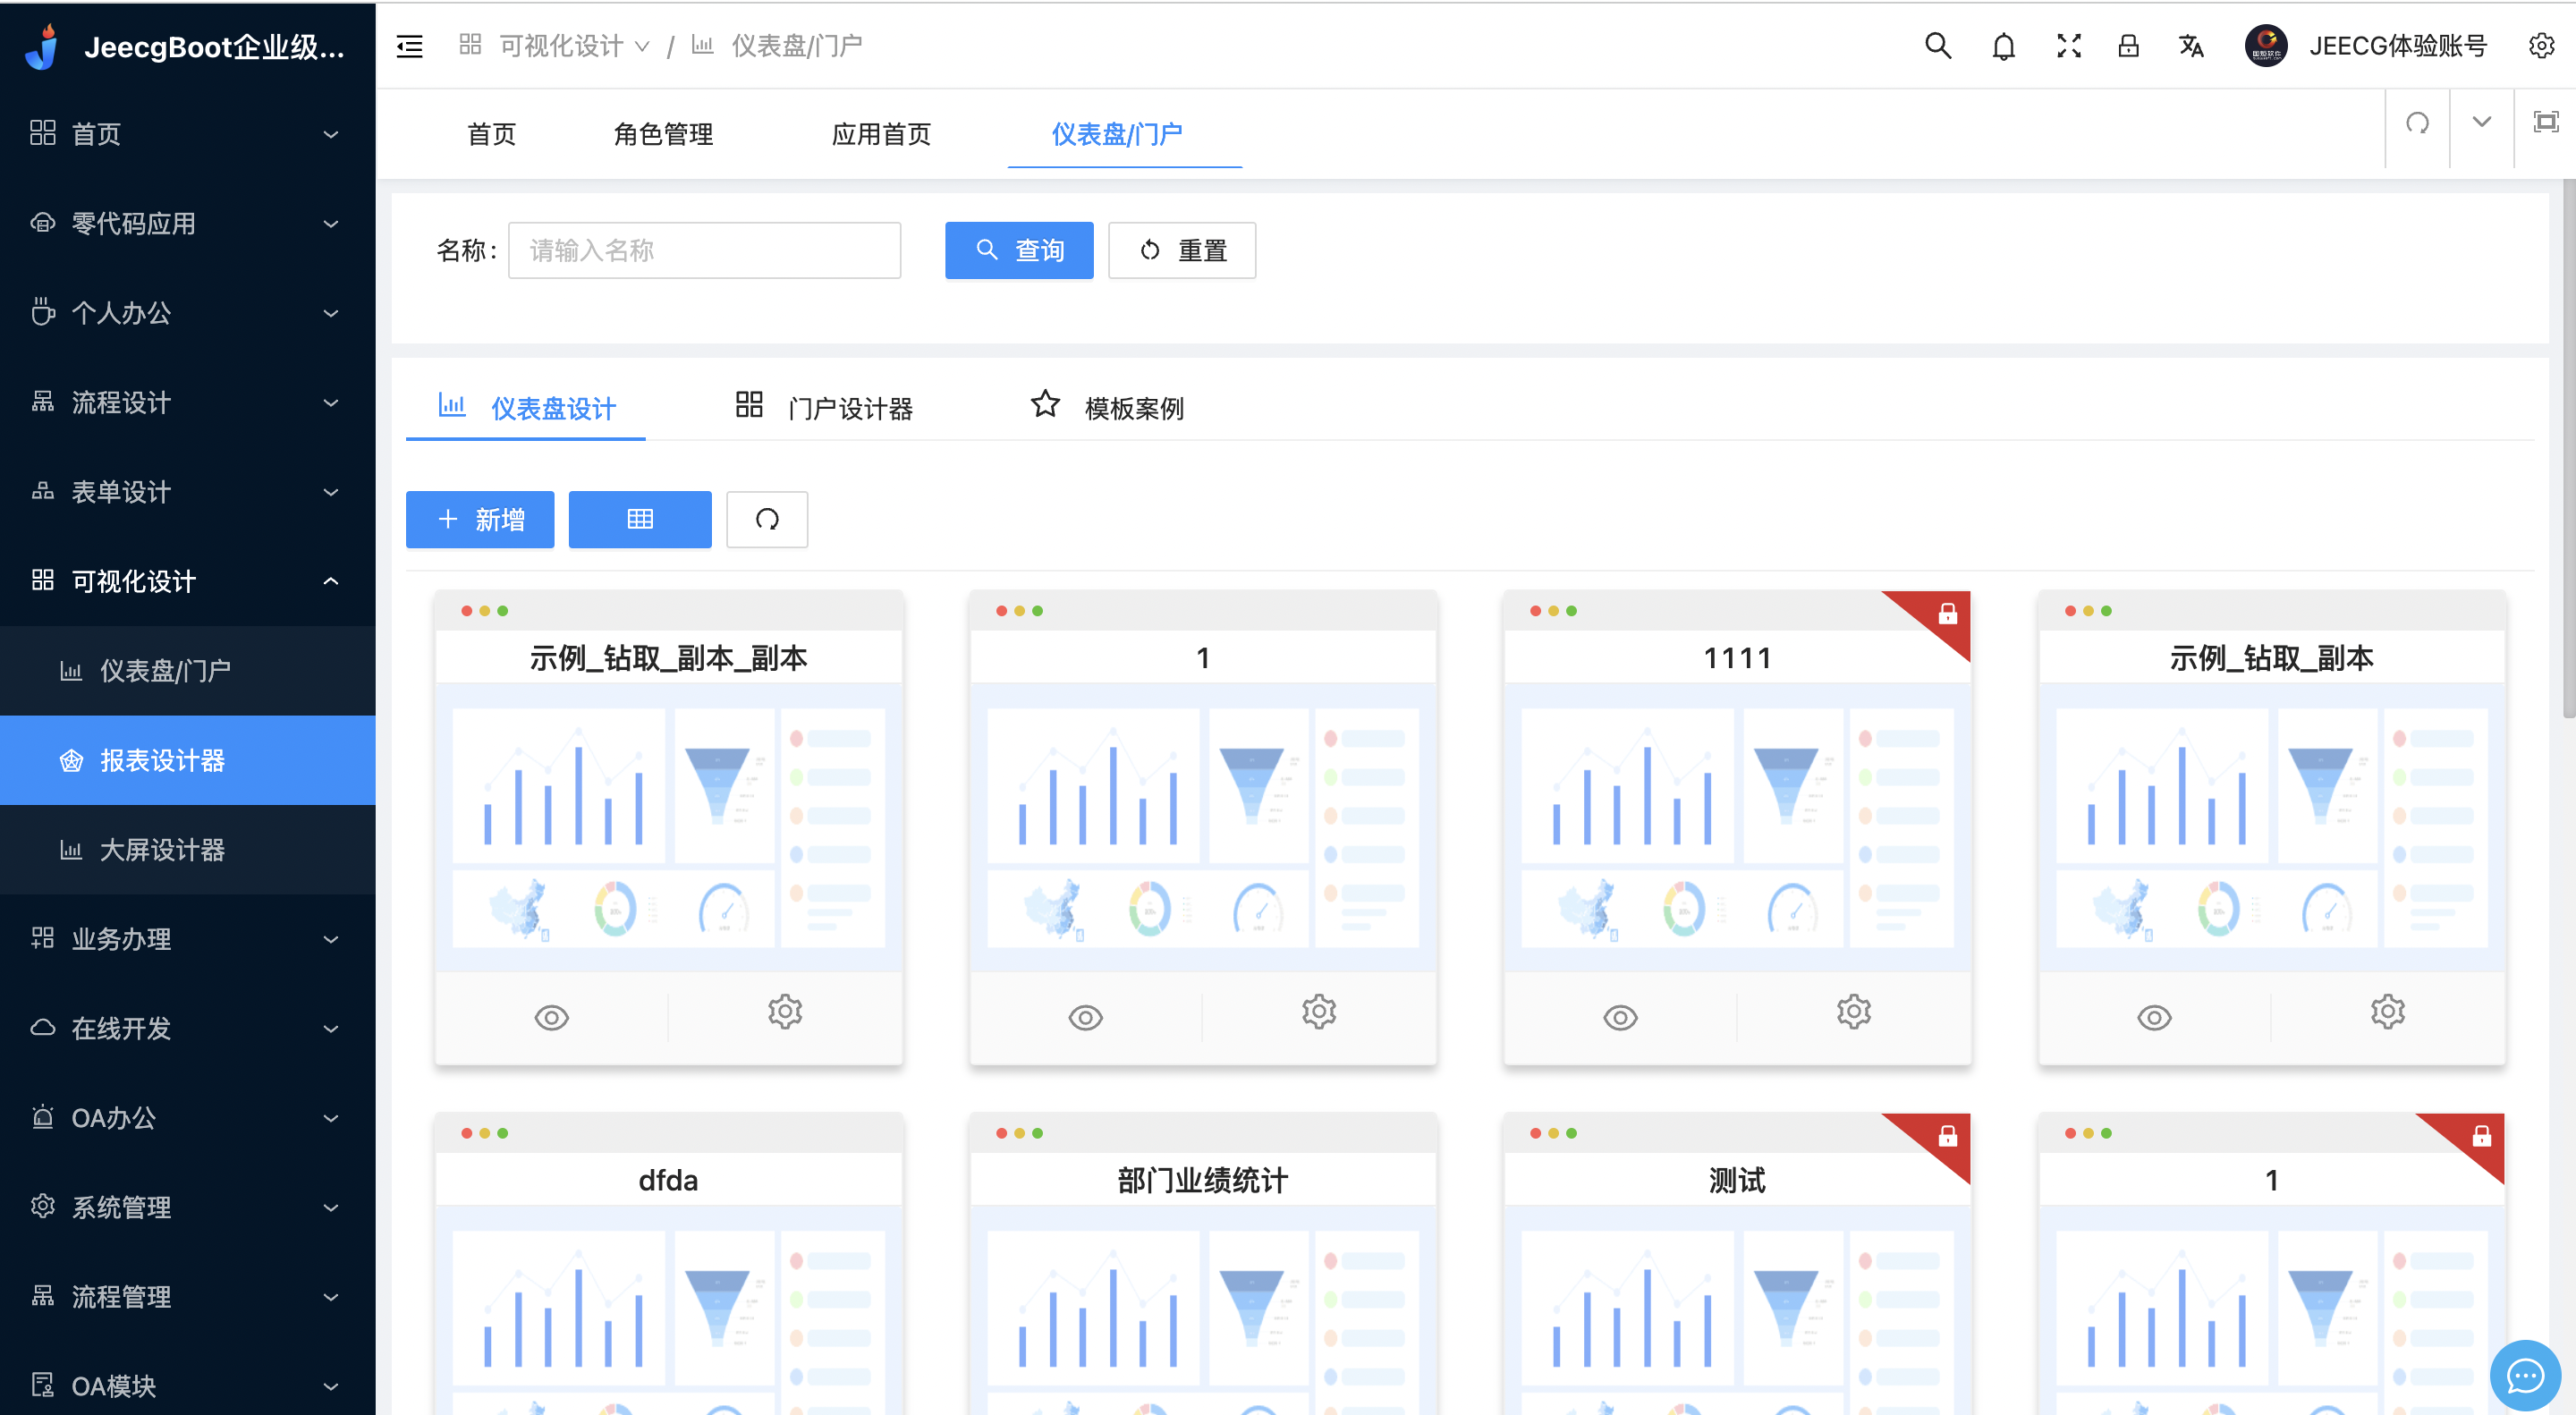 JeecgBoot企业级...
可视化设计 / 仪表盘/门户
JEECG体验账号
首页
零代码应用
个人办公
流程设计
表单设计
可视化设计
仪表盘/门户
报表设计器
大屏设计器
业务办理
在线开发
OA办公
系统管理
流程管理
OA模块
首页 角色管理 应用首页 仪表盘/门户
名称: 请输入名称 查询 重置
仪表盘设计 门户设计器 模板案例
新增
示例_钻取_副本_副本
1
1111
示例_钻取_副本
dfda
部门业绩统计
测试
1